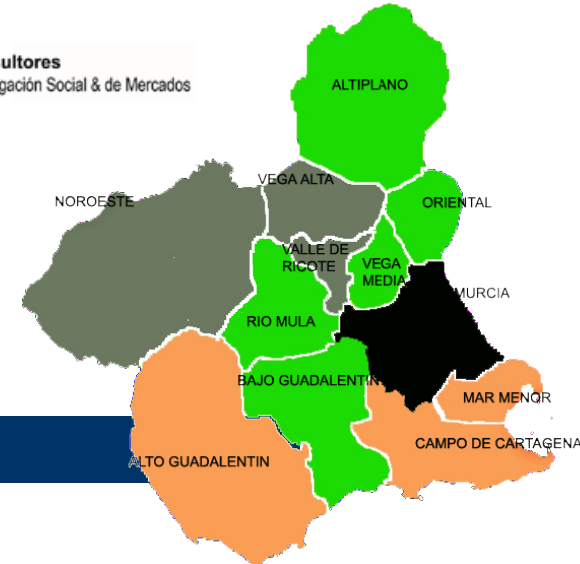 ultores
gación Social & de Mercados
ALTIPLANO
VEGA ALTA
NOROESTE
ORIENTAL
VALLE DE
RICOTE
VEGA
MEDIA
MURCIA
RIO MULA
BAJO GUADALENTIN
MAR MENOR
CAMPO DE CARTAGENA
ALTO GUADALENTIN